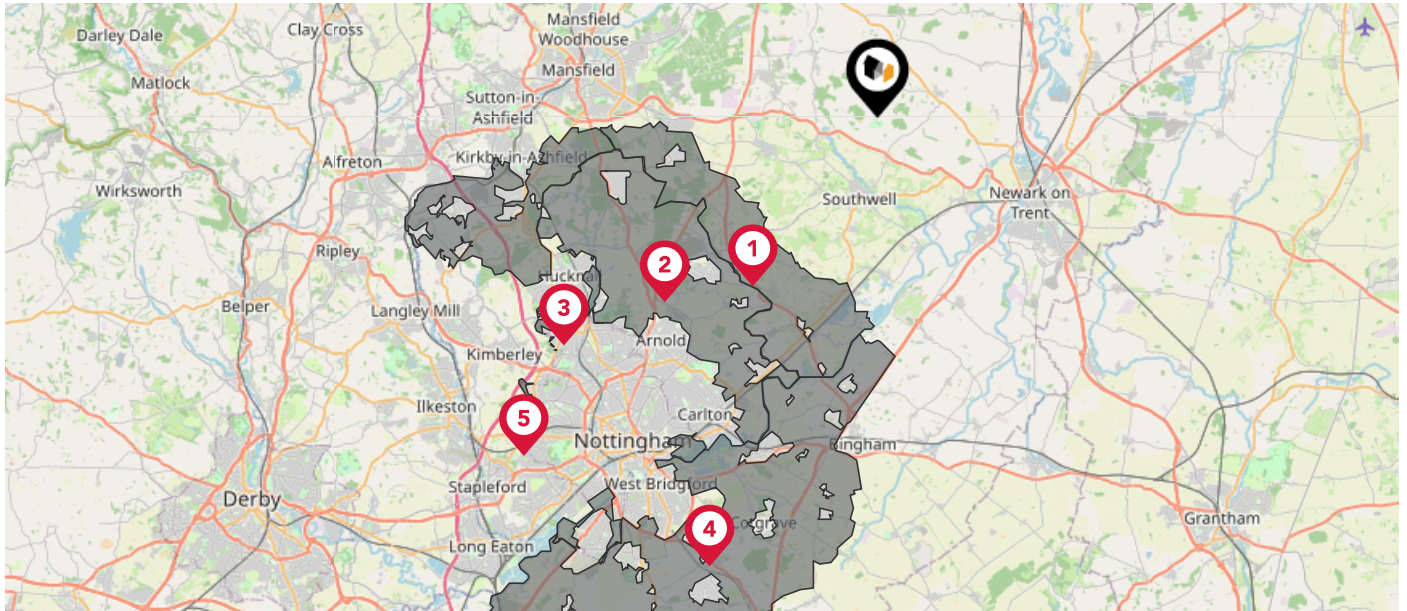 Darley Dale
Clay Cross
Mansfield
Woodhouse
Matlock
Mansfield
Sutton-in-
Ashfield
Alfreton
Kirkby-in-Ashfield
Wirksworth
Southwell
Newark on
Trent
Ripley
1
2
Huckna
Belper
Langley Mill
3
Kimberley
Arnold
Ilkeston
5
Carlton
Nottingham
Bingham
Stapleford
West Bridgford
Derby
4
Cotgrave
Grantham
Long Eaton